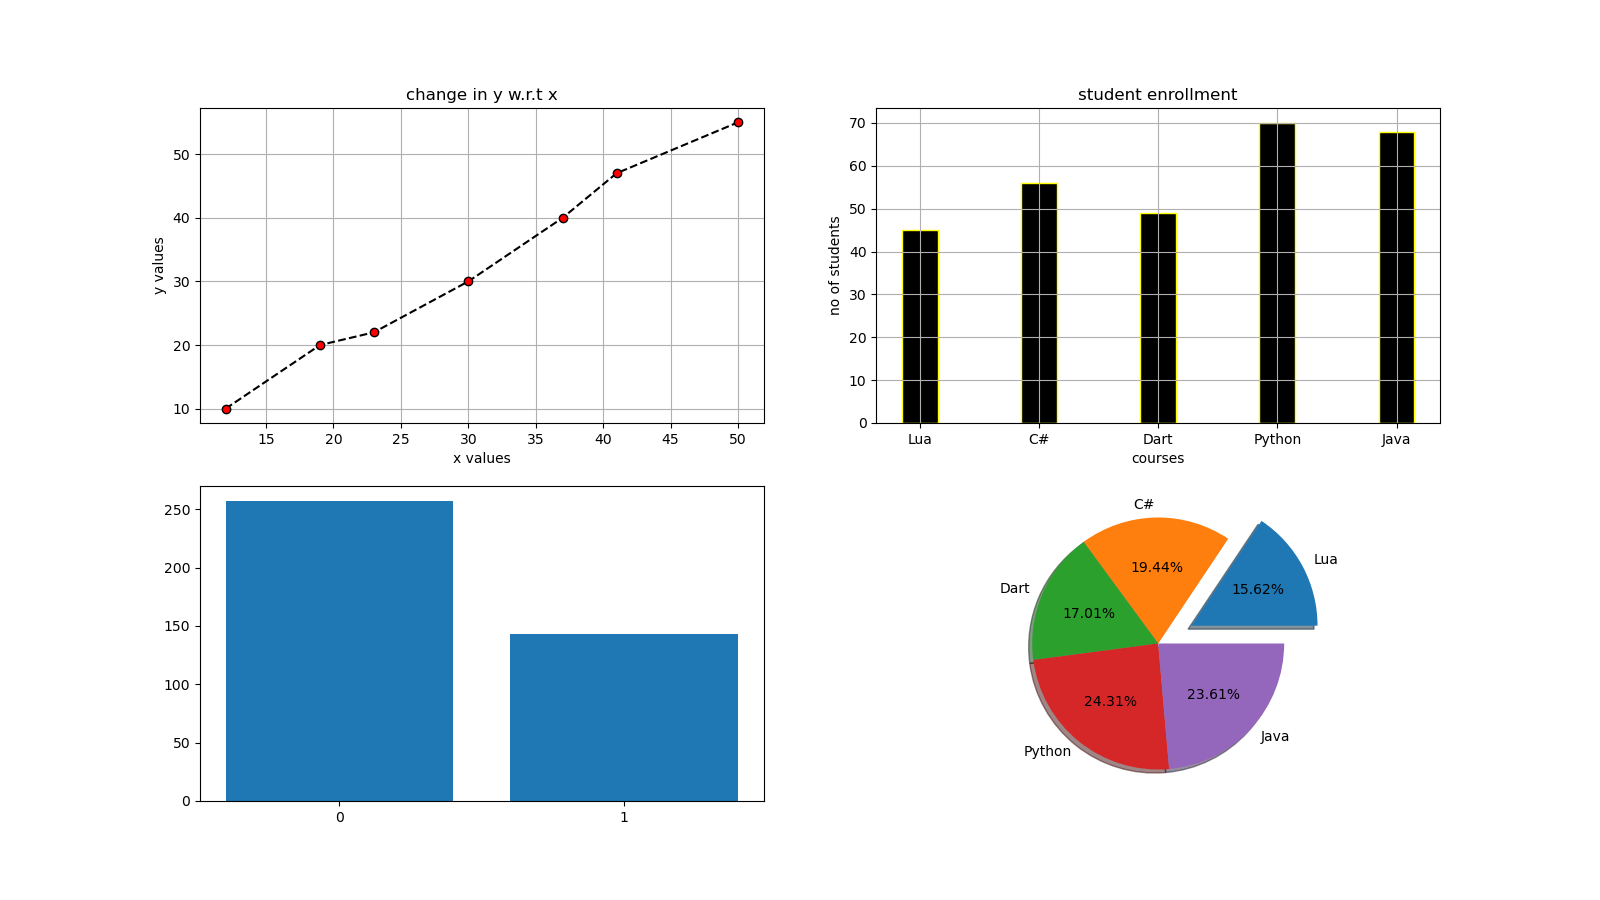 change in y w.r.t x
50
40
30
20
10
y values
15 20 25 30 35 40 45 50
x values
student enrollment
70
60
50
40
30
20
10
0
no of students
Lua C# Dart Python Java
courses
250
200
150
100
50
0
0 1
C#
Lua
19.44%
15.62%
Dart
17.01%
23.61%
24.31%
Java
Python